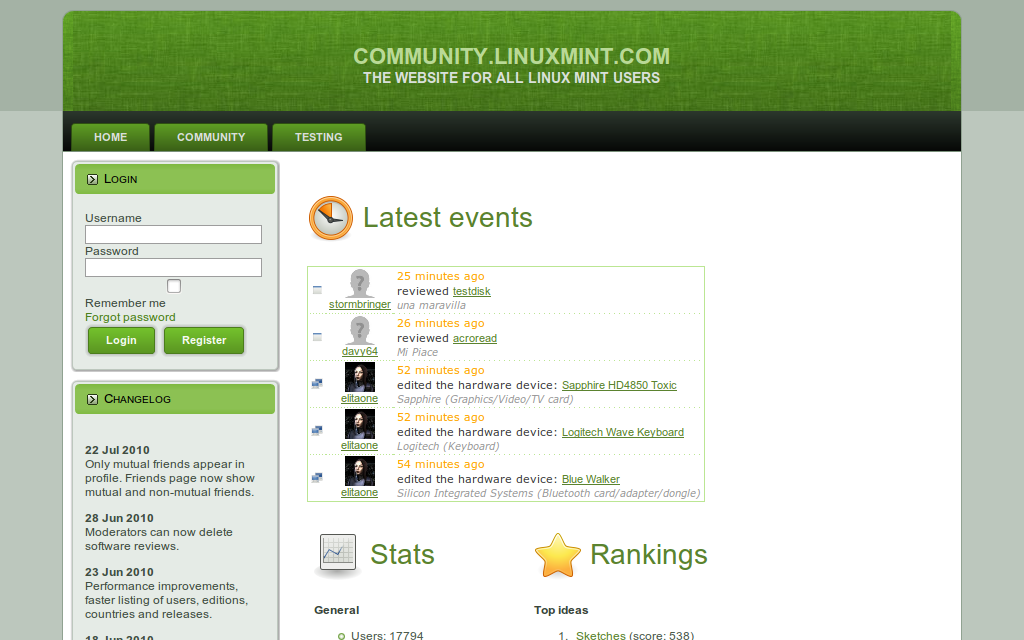 COMMUNITY.LINUXMINT.COM
THE WEBSITE FOR ALL LINUX MINT USERS
HOME COMMUNITY TESTING
LOGIN
Username
Password
Remember me
Forgot password
Login Register
CHANGELOG
22 Jul 2010
Only mutual friends appear in
profile. Friends page now show
mutual and non-mutual friends.
28 Jun 2010
Moderators can now delete
software reviews.
23 Jun 2010
Performance improvements,
faster listing of users, editions,
countries and releases.
18 Jun 2010
Latest events
25 minutes ago
reviewed testdisk
stormbringer una maravilla
26 minutes ago
reviewed acroread
davy64 Mi Piace
52 minutes ago
edited the hardware device: Sapphire HD4850 Toxic
elitaone Sapphire (Graphics/Video/TV card)
52 minutes ago
edited the hardware device: Logitech Wave Keyboard
elitaone Logitech (Keyboard)
54 minutes ago
edited the hardware device: Blue Walker
elitaone Silicon Integrated Systems (Bluetooth card/adapter/dongle)
Stats
General
Users: 17794
Rankings
Top ideas
1. Sketches (score: 538)